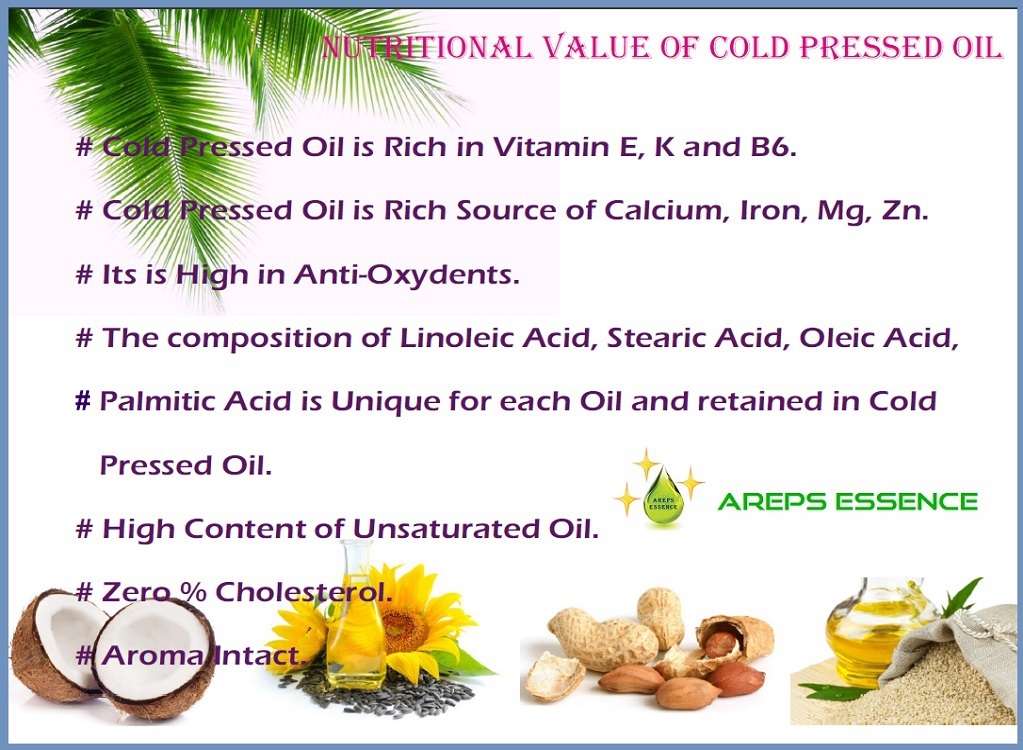 NUTRITIONAL VALUE OF COLD PRESSED OIL
# Cold Pressed Oil is Rich in Vitamin E, K and B6.
# Cold Pressed Oil is Rich Source of Calcium, Iron, Mg, Zn.
# Its is High in Anti-Oxydents.
# The composition of Linoleic Acid, Stearic Acid, Oleic Acid,
# Palmitic Acid is Unique for each Oil and retained in Cold
Pressed Oil.
AREPS
ESSENCE
AREPS ESSENCE
# High Content of Unsaturated Oil.
# Zero % Cholesterol.
# Aroma Intact.